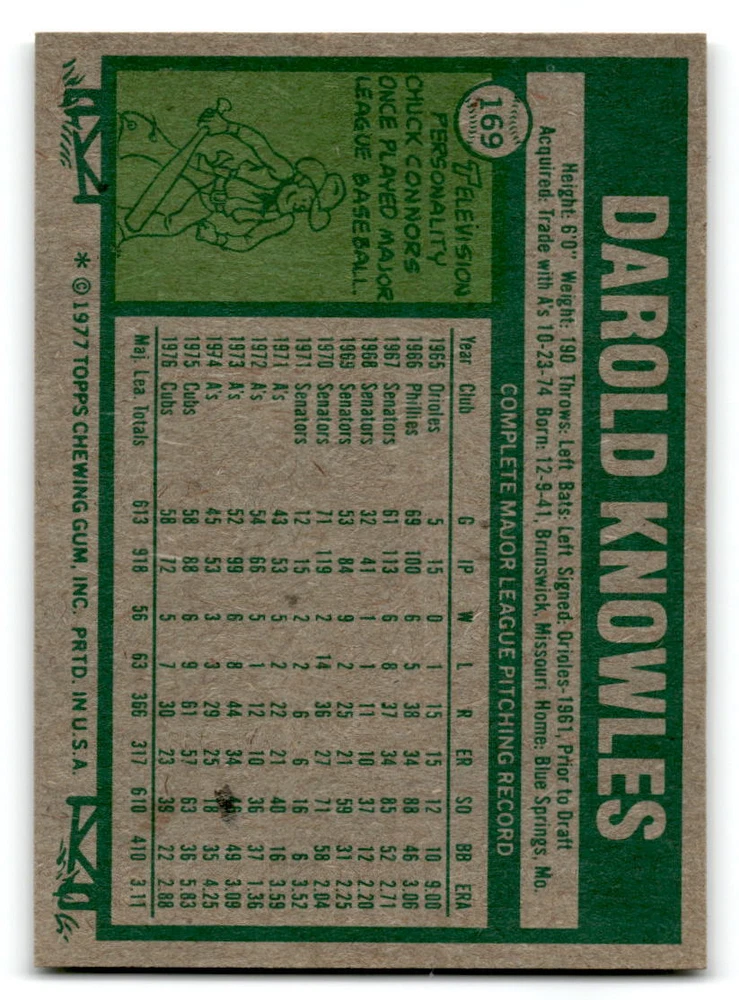 DAROLD KNOWLES
169
Height: 6'0" Weight: 190 Throws: Left Bats: Left Signed: Orioles-1961, Prior to Draft
Acquired: Trade with A's 10-23-74 Born: 12-9-41, Brunswick, Missouri Home: Blue Springs, Mo.
TELEVISION
PERSONALITY
CHUCK CONNORS
ONCE PLAYED MAJOR
LEAGUE BASEBALL.
COMPLETE MAJOR LEAGUE PITCHING RECORD
Year Club G IP W L R ER SO BB ERA
1965 Orioles 5 15 0 1 15 15 12 10 9.00
1966 Phillies 69 100 6 5 38 34 88 46 3.06
1967 Senators 61 113 6 8 37 34 85 52 2.71
1968 Senators 32 41 1 1 11 10 37 12 2.20
1969 Senators 53 84 9 2 25 21 59 31 2.25
1970 Senators 71 119 2 14 36 27 71 58 2.04
1971 Senators 12 15 2 2 6 6 16 6 3.52
1971 A's 43 53 5 2 22 21 40 16 3.59
1972 A's 54 66 5 1 12 10 36 37 1.36
1973 A's 52 99 6 8 44 34 49 3.09
1974 A's 45 53 3 3 29 25 18 35 4.25
1975 Cubs 58 88 6 9 61 57 63 36 5.83
1976 Cubs 58 72 5 7 30 23 39 22 2.88
Maj. Lea. Totals 613 918 56 63 366 317 610 410 3.11
* ©1977 TOPPS CHEWING GUM, INC. PRTD. IN U.S.A.